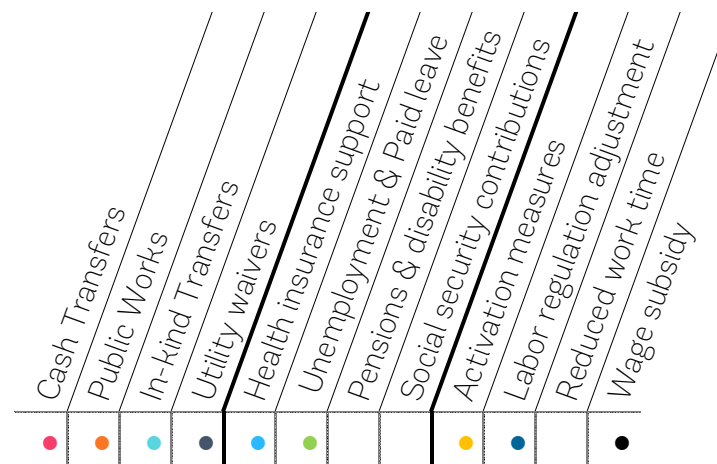 Cash Transfers
Public Works
In-kind Transfers
Utility waivers
Health insurance support
Unemployment & Paid leave
Pensions & disability benefits
Social security contributions
Activation measures
Labor regulation adjustment
Reduced work time
Wage subsidy